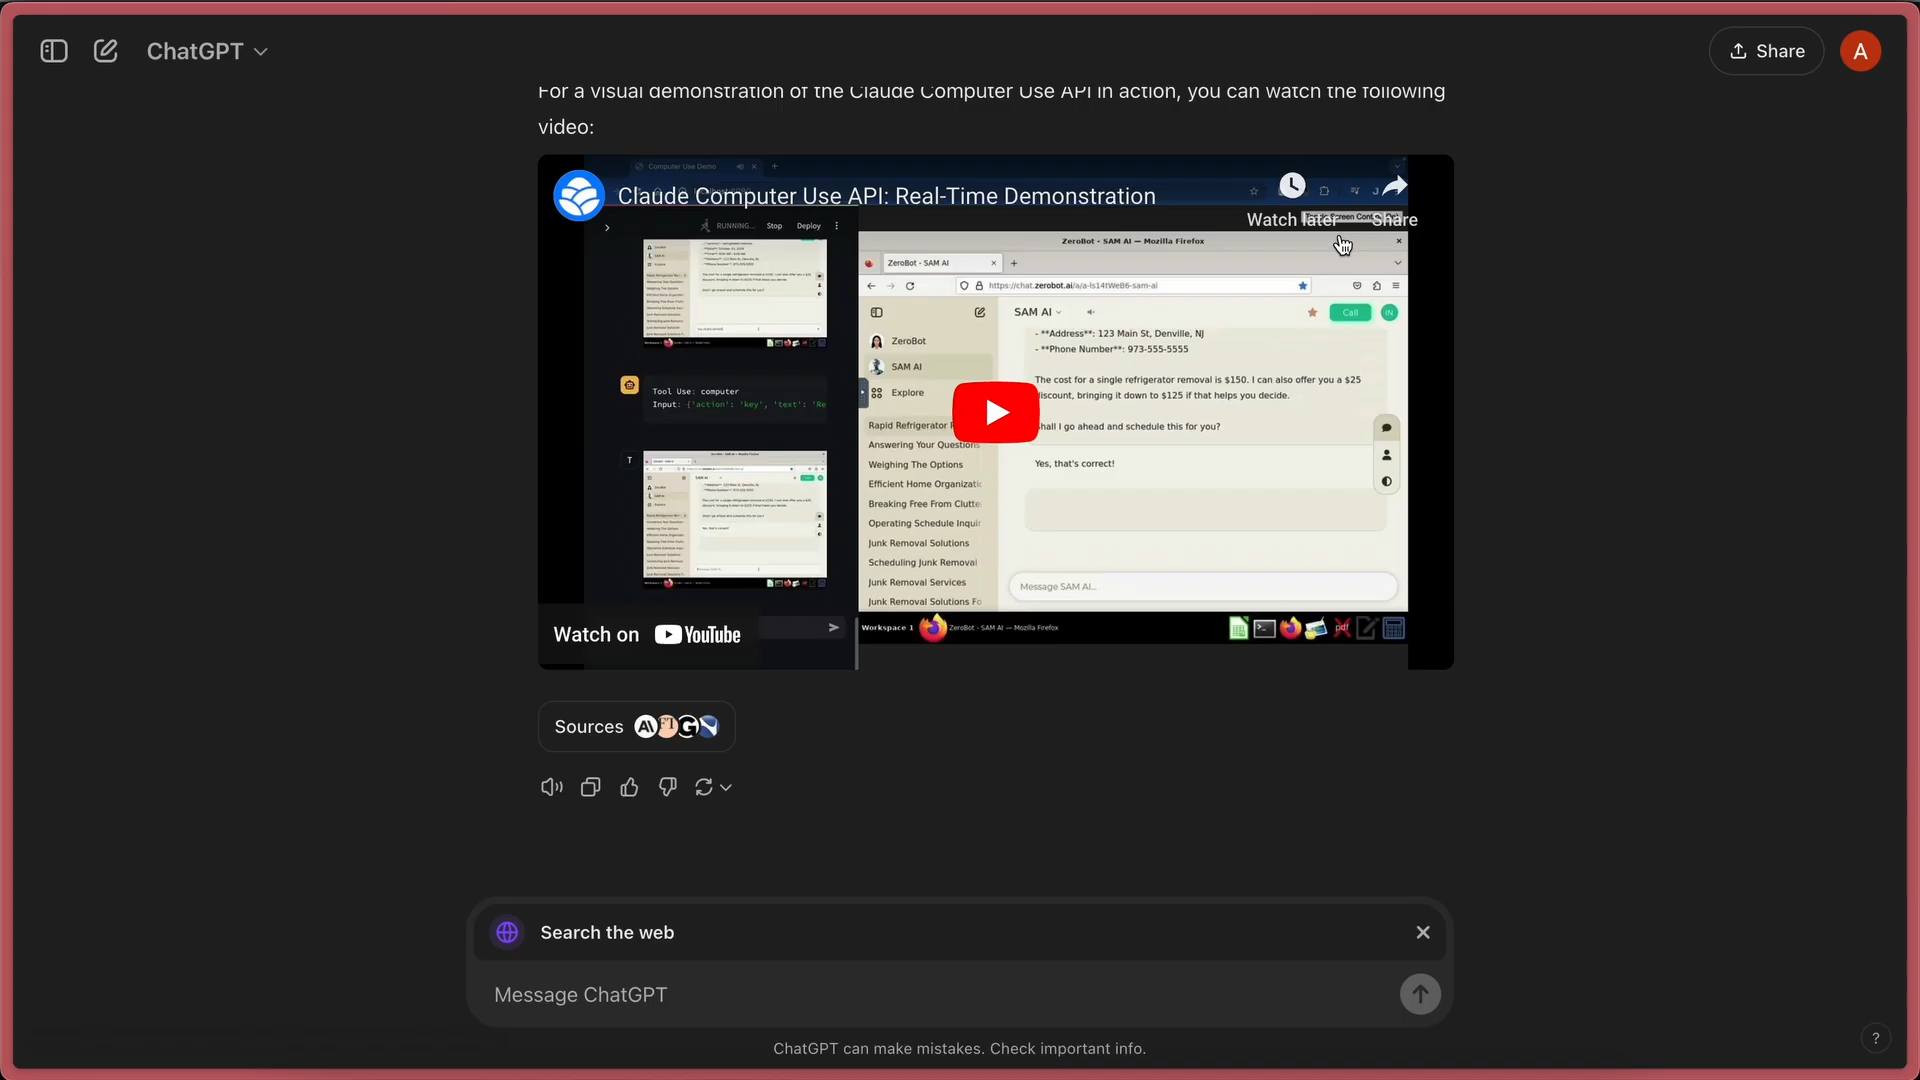 ChatGPT
Share
A
For a visual demonstration of the Claude Computer Use API in action, you can watch the following
video:
Computer Use Demo
Claude Computer Use API: Real-Time Demonstration
Watch later
Share
RUNNING...
Stop
Deploy
ZeroBot - SAM AI — Mozilla Firefox
ZeroBot - SAM AI
https://chat.zerobot.ai/a/a-ls14tWeB6-sam-ai
SAM AI
Call
IN
ZeroBot
SAM AI
Explore
Rapid Refrigerator
Answering Your Questions
Weighing The Options
Efficient Home Organizatio
Breaking Free From Clutte
Operating Schedule Inquir
Junk Removal Solutions
Scheduling Junk Removal
Junk Removal Services
Junk Removal Solutions Fo
- **Address**: 123 Main St, Denville, NJ
- **Phone Number**: 973-555-5555
The cost for a single refrigerator removal is $150. I can also offer you a $25
discount, bringing it down to $125 if that helps you decide.
hall I go ahead and schedule this for you?
Yes, that's correct!
Message SAM AI...
Tool Use: computer
Input: {'action': 'key', 'text': 'Re
T
Workspace 1
ZeroBot - SAM AI — Mozilla Firefox
pdf
Watch on YouTube
Sources
Search the web
Message ChatGPT
ChatGPT can make mistakes. Check important info.
?